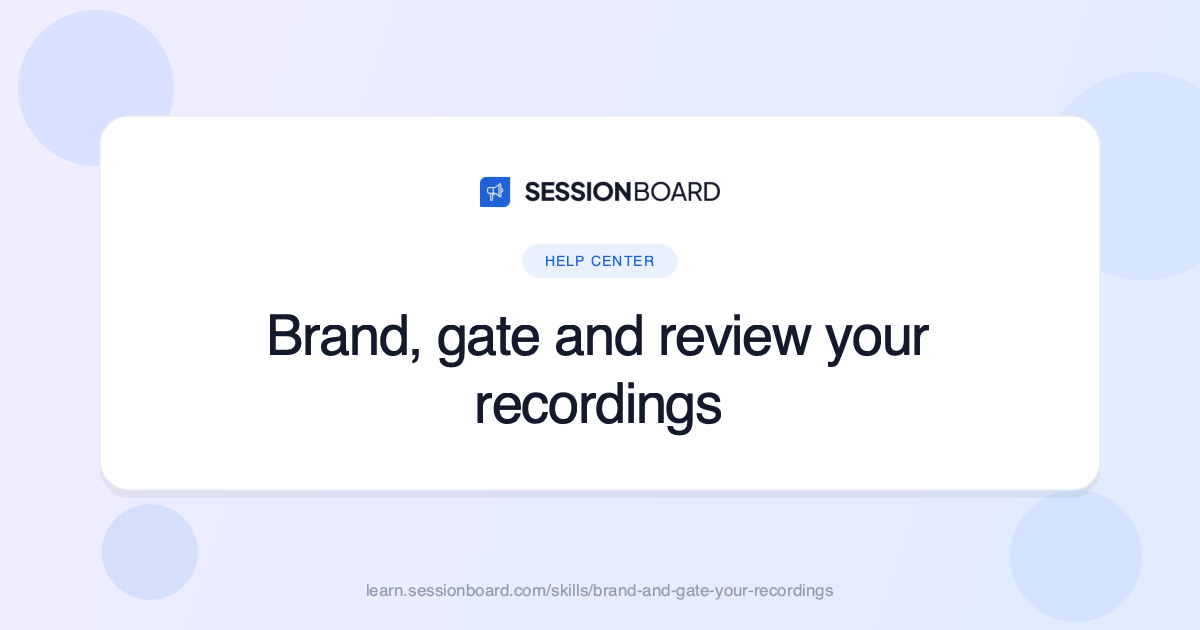 SESSIONBOARD
HELP CENTER
Brand, gate and review your
recordings
learn.sessionboard.com/skills/brand-and-gate-your-recordings